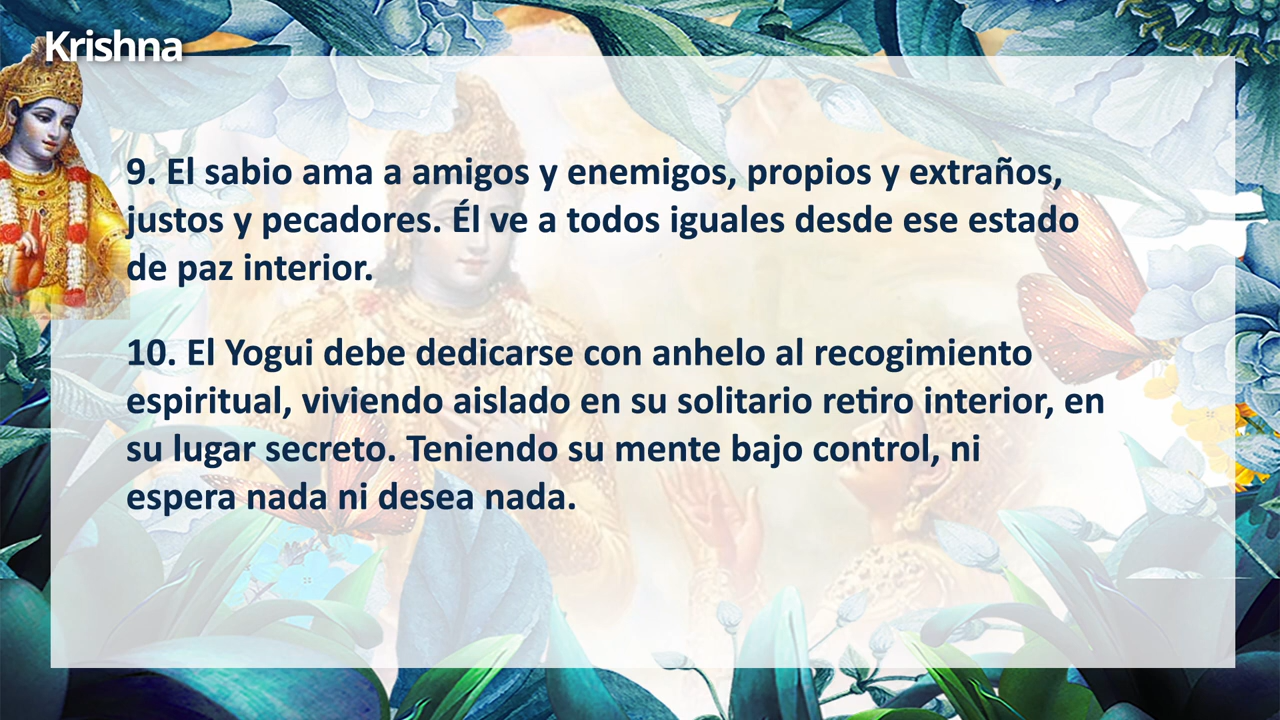 Krishna
9. El sabio ama a amigos y enemigos, propios y extraños,
justos y pecadores. Él ve a todos iguales desde ese estado
de paz interior.
10. El Yogui debe dedicarse con anhelo al recogimiento
espiritual, viviendo aislado en su solitario retiro interior, en
su lugar secreto. Teniendo su mente bajo control, ni
espera nada ni desea nada.